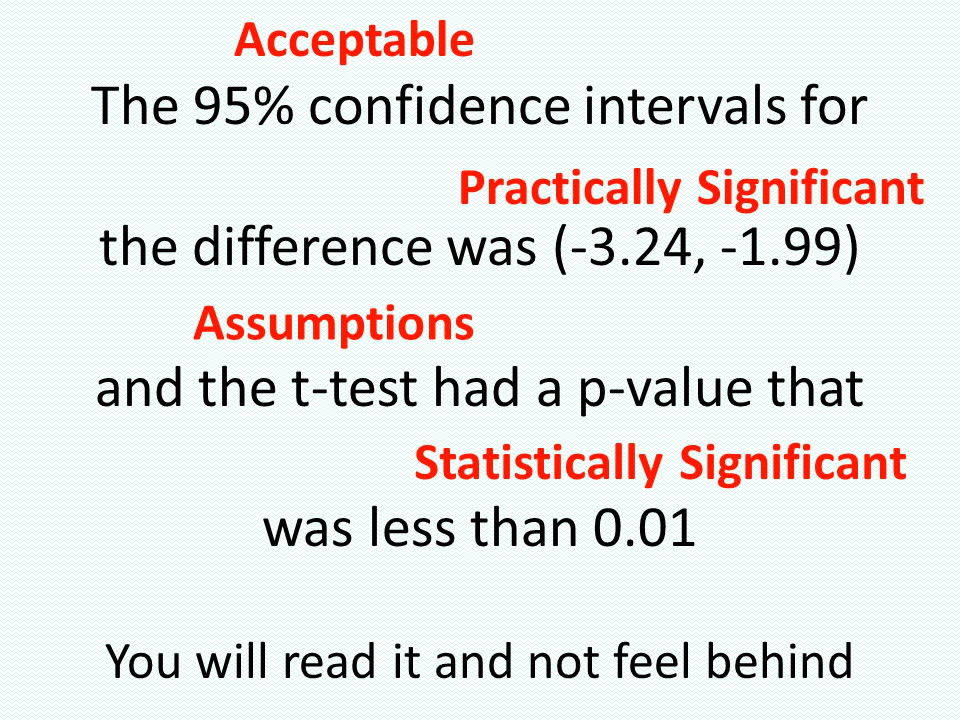 Acceptable
The 95% confidence intervals for
Practically Significant
the difference was (-3.24, -1.99)
Assumptions
and the t-test had a p-value that
Statistically Significant
was less than 0.01
You will read it and not feel behind